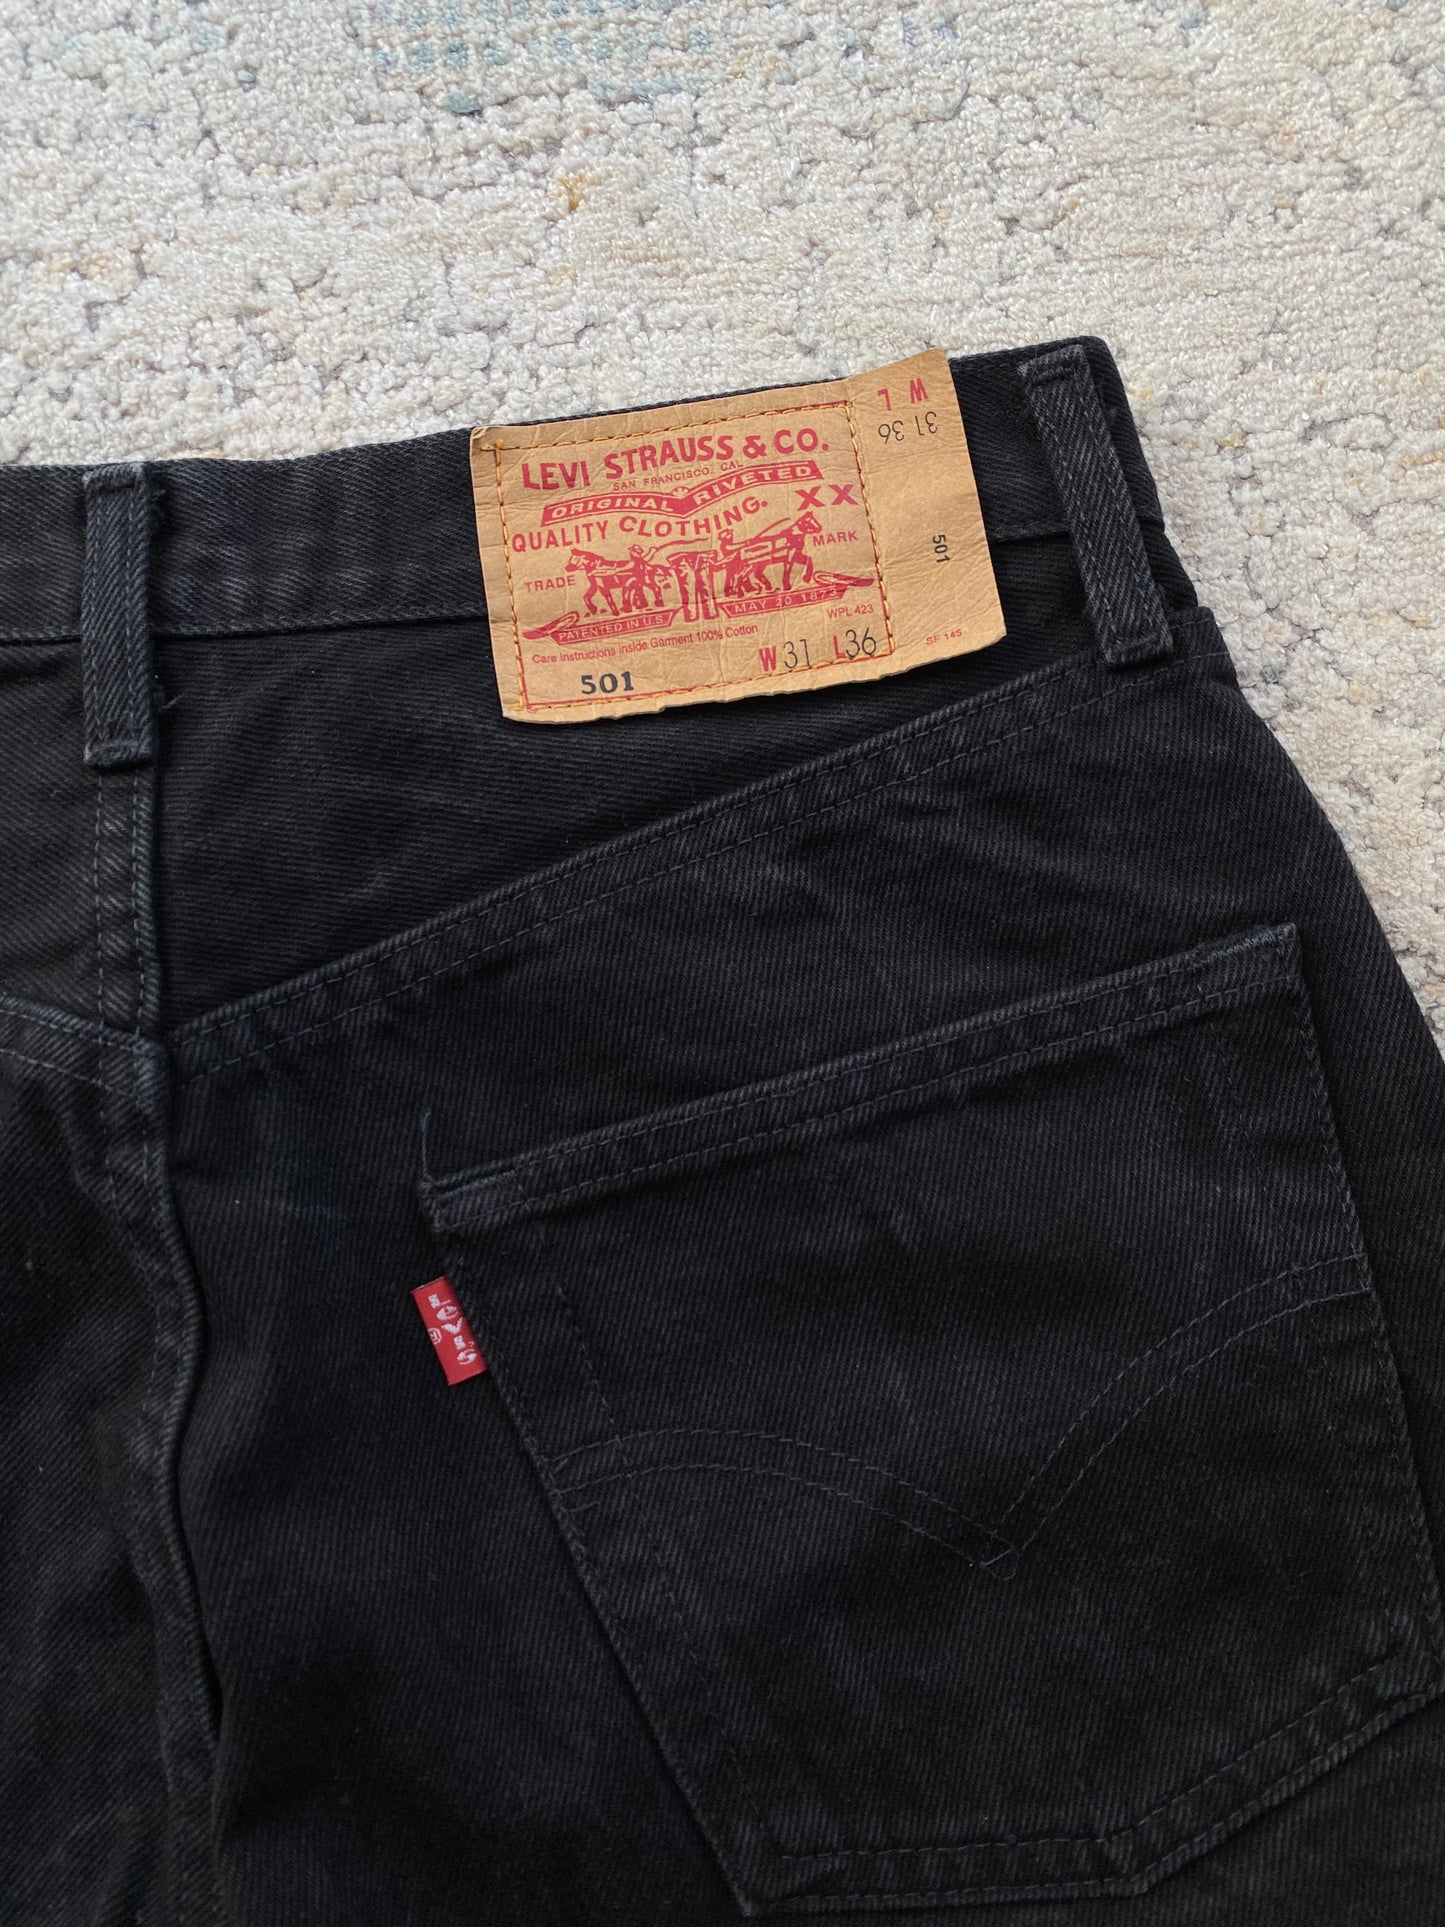 LEVI STRAUSS & CO.
SAN FRANCISCO. CAL
ORIGINAL RIVETED
QUALITY CLOTHING. XX
TRADE MARK
PATENTED IN U.S. MAY 20. 1873
WPL 423
Care Instructions Inside Garment 100% Cotton
501 W31 L36
W L
31 36
501
SF 145
Levi's ®